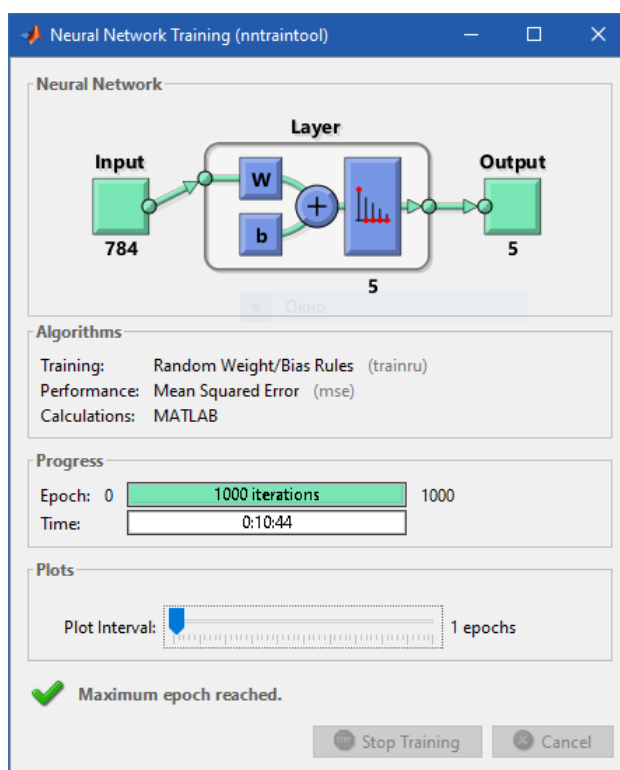 Neural Network Training (nntraintool)
Neural Network
Layer
Input
Output
W
b
784
5
5
Окно
Algorithms
Training: Random Weight/Bias Rules (trainru)
Performance: Mean Squared Error (mse)
Calculations: MATLAB
Progress
Epoch: 0 1000 iterations 1000
Time: 0:10:44
Plots
Plot Interval: 1 epochs
Maximum epoch reached.
STOP Stop Training Cancel